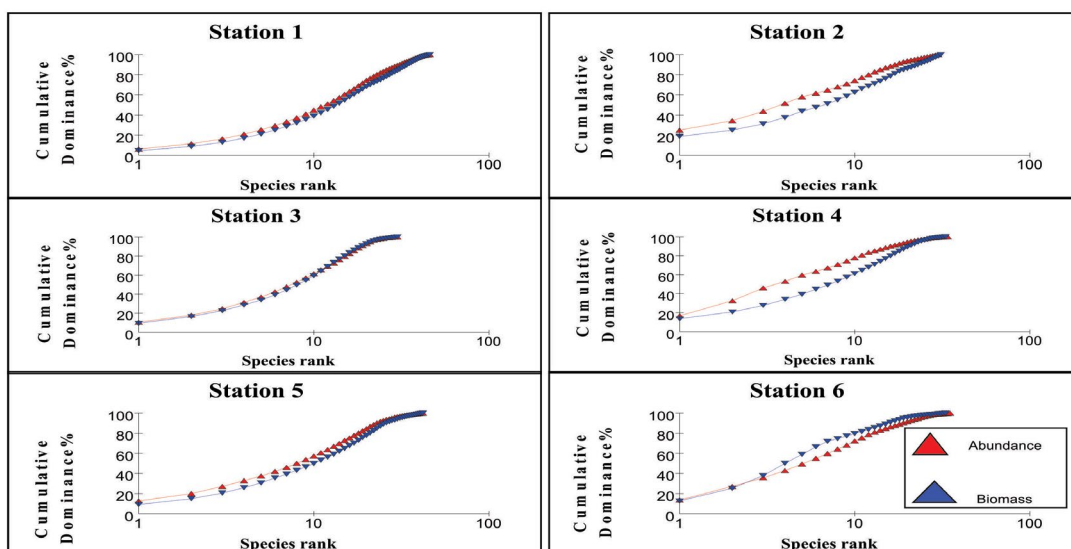 Station 1
Cumulative
Dominance%
100
80
60
40
20
0
1
10
100
Species rank
Station 2
Cumulative
Dominance%
100
80
60
40
20
0
1
10
100
Species rank
Station 3
Cumulative
Dominance%
100
80
60
40
20
0
1
10
100
Species rank
Station 4
Cumulative
Dominance%
100
80
60
40
20
0
1
10
100
Species rank
Station 5
Cumulative
Dominance%
100
80
60
40
20
0
1
10
100
Species rank
Station 6
Cumulative
Dominance%
100
80
60
40
20
0
1
10
100
Species rank
Abundance
Biomass